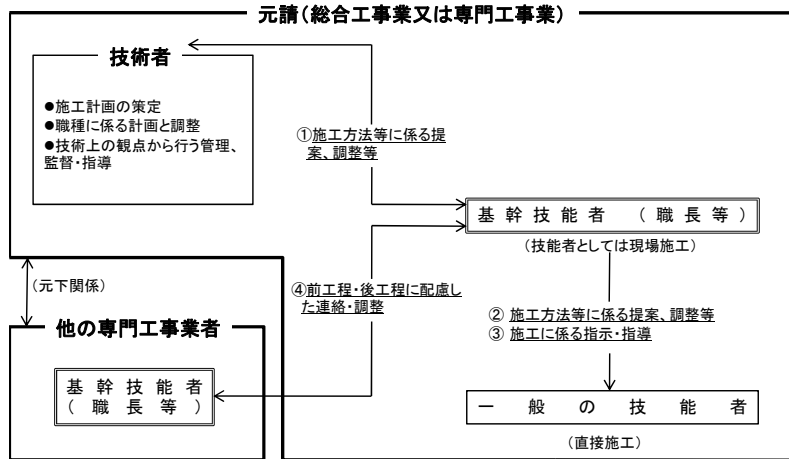 元請（総合工事業又は専門工事業）
技術者
●施工計画の策定
●職種に係る計画と調整
●技術上の観点から行う管理、
監督・指導
①施工方法等に係る提
案、調整等
基幹技能者（職長等）
（技能者としては現場施工）
（元下関係）
④前工程・後工程に配慮し
た連絡・調整
② 施工方法等に係る提案、調整等
③ 施工に係る指示・指導
他の専門工事業者
基幹技能者
（職長等）
一般の技能者
（直接施工）